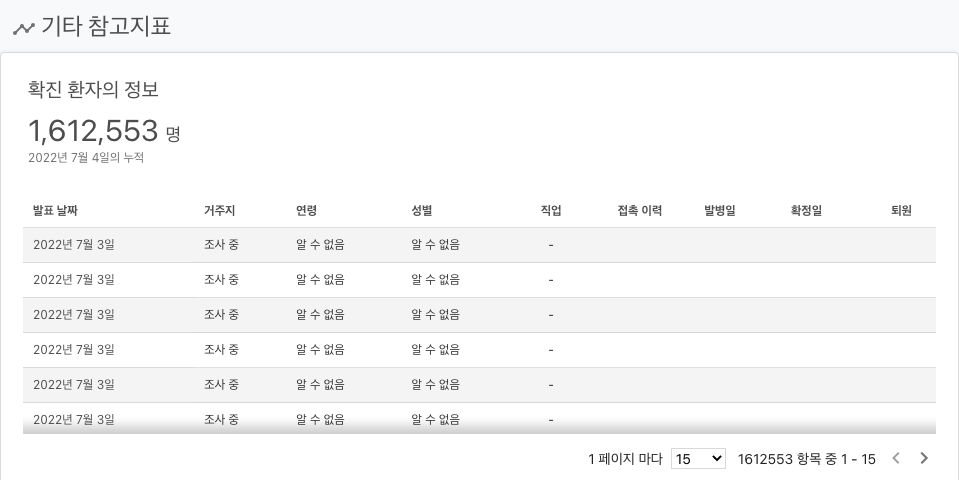 기타 참고지표
확진 환자의 정보
1,612,553 명
2022년 7월 4일의 누적
발표 날짜 거주지 연령 성별 직업 접촉 이력 발병일 확정일 퇴원
2022년 7월 3일 조사 중 알 수 없음 알 수 없음 -
2022년 7월 3일 조사 중 알 수 없음 알 수 없음 -
2022년 7월 3일 조사 중 알 수 없음 알 수 없음 -
2022년 7월 3일 조사 중 알 수 없음 알 수 없음 -
2022년 7월 3일 조사 중 알 수 없음 알 수 없음 -
2022년 7월 3일 조사 중 알 수 없음 알 수 없음 -
1 페이지 마다 15 1612553 항목 중 1 - 15